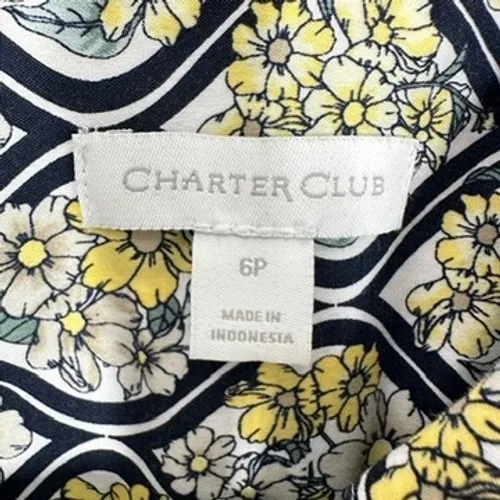 CHARTER CLUB
6P
MADE IN
INDONESIA